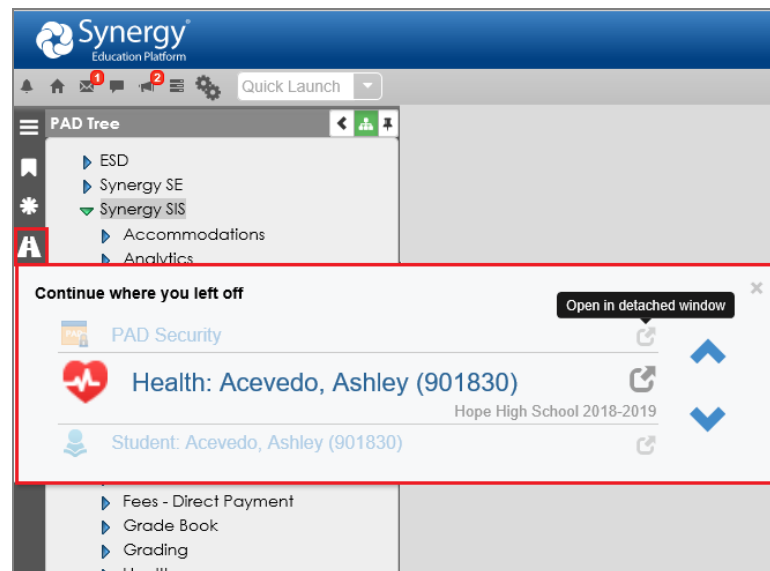 Synergy
Education Platform
1
2
Quick Launch
PAD Tree
ESD
Synergy SE
Synergy SIS
Accommodations
Analytics
Continue where you left off
Open in detached window
PAD Security
Health: Acevedo, Ashley (901830)
Hope High School 2018-2019
Student: Acevedo, Ashley (901830)
Fees - Direct Payment
Grade Book
Grading